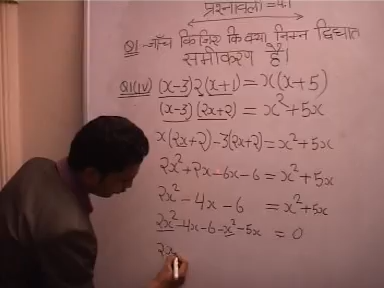 प्रश्नावली = 4.1
Q1 जाँच कीजिए कि क्या निम्न द्विघात
समीकरण हैं।
Q1(iv) (x-3)2(x+1) = x(x+5)
(x-3) (2x+2) = x²+5x
x(2x+2)-3(2x+2)=x²+5x
2x²+2x-6x-6=x²+5x
2x²-4x-6 =x²+5x
2x²-4x-6-x²-5x = 0
2x